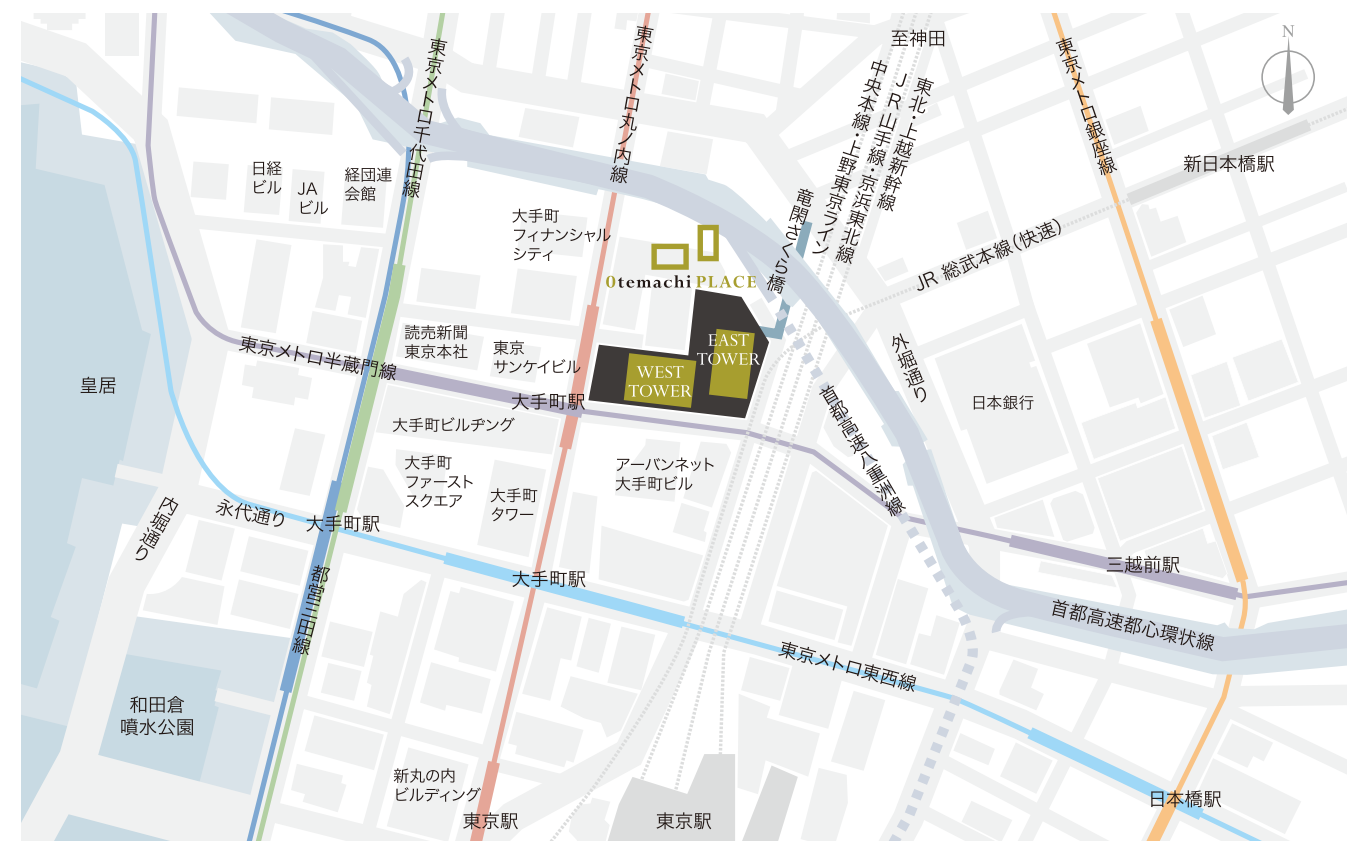 至神田
N
東京メトロ千代田線
東京メトロ丸ノ内線
中央本線・上野東京ライン
JR山手線・京浜東北線
東北・上越新幹線
東京メトロ銀座線
新日本橋駅
日経
ビル
JA
ビル
経団連
会館
大手町
フィナンシャル
シティ
竜閑さくら橋
JR 総武本線(快速)
Otemachi PLACE
EAST
TOWER
WEST
TOWER
読売新聞
東京本社
東京
サンケイビル
東京メトロ半蔵門線
外堀通り
皇居
大手町駅
首都高速八重洲線
日本銀行
大手町ビルヂング
大手町
ファースト
スクエア
大手町
タワー
アーバンネット
大手町ビル
内堀通り
永代通り
大手町駅
大手町駅
三越前駅
都営三田線
首都高速都心環状線
東京メトロ東西線
和田倉
噴水公園
新丸の内
ビルディング
東京駅
東京駅
日本橋駅